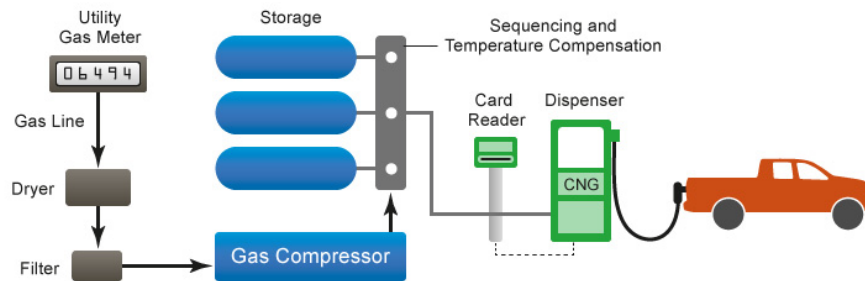 Utility
Gas Meter
06494
Gas Line
Dryer
Filter
Storage
Sequencing and
Temperature Compensation
Gas Compressor
Card
Reader
Dispenser
CNG